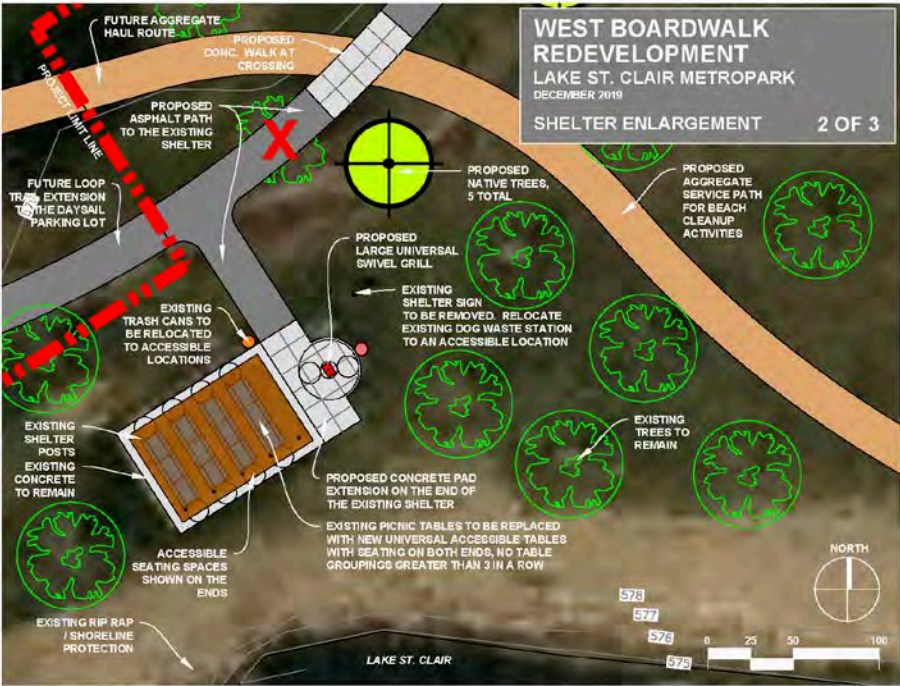 WEST BOARDWALK
REDEVELOPMENT
LAKE ST. CLAIR METROPARK
DECEMBER 2019
SHELTER ENLARGEMENT 2 OF 3
FUTURE AGGREGATE
HAUL ROUTE
PROPOSED
CONC. WALK AT
CROSSING
PROJECT LIMIT LINE
PROPOSED
ASPHALT PATH
TO THE EXISTING
SHELTER
X
PROPOSED
NATIVE TREES,
5 TOTAL
PROPOSED
AGGREGATE
SERVICE PATH
FOR BEACH
CLEANUP
ACTIVITIES
FUTURE LOOP
TRAIL EXTENSION
TO THE DAYSAIL
PARKING LOT
PROPOSED
LARGE UNIVERSAL
SWIVEL GRILL
EXISTING
SHELTER SIGN
TO BE REMOVED. RELOCATE
EXISTING DOG WASTE STATION
TO AN ACCESSIBLE LOCATION
EXISTING
TRASH CANS TO
BE RELOCATED
TO ACCESSIBLE
LOCATIONS
EXISTING
SHELTER
POSTS
EXISTING
CONCRETE
TO REMAIN
EXISTING
TREES TO
REMAIN
PROPOSED CONCRETE PAD
EXTENSION ON THE END OF
THE EXISTING SHELTER
EXISTING PICNIC TABLES TO BE REPLACED
WITH NEW UNIVERSAL ACCESSIBLE TABLES
WITH SEATING ON BOTH ENDS, NO TABLE
GROUPINGS GREATER THAN 3 IN A ROW
ACCESSIBLE
SEATING SPACES
SHOWN ON THE
ENDS
EXISTING RIP RAP
/ SHORELINE
PROTECTION
LAKE ST. CLAIR
578
577
576
575
NORTH
0 25 50 100